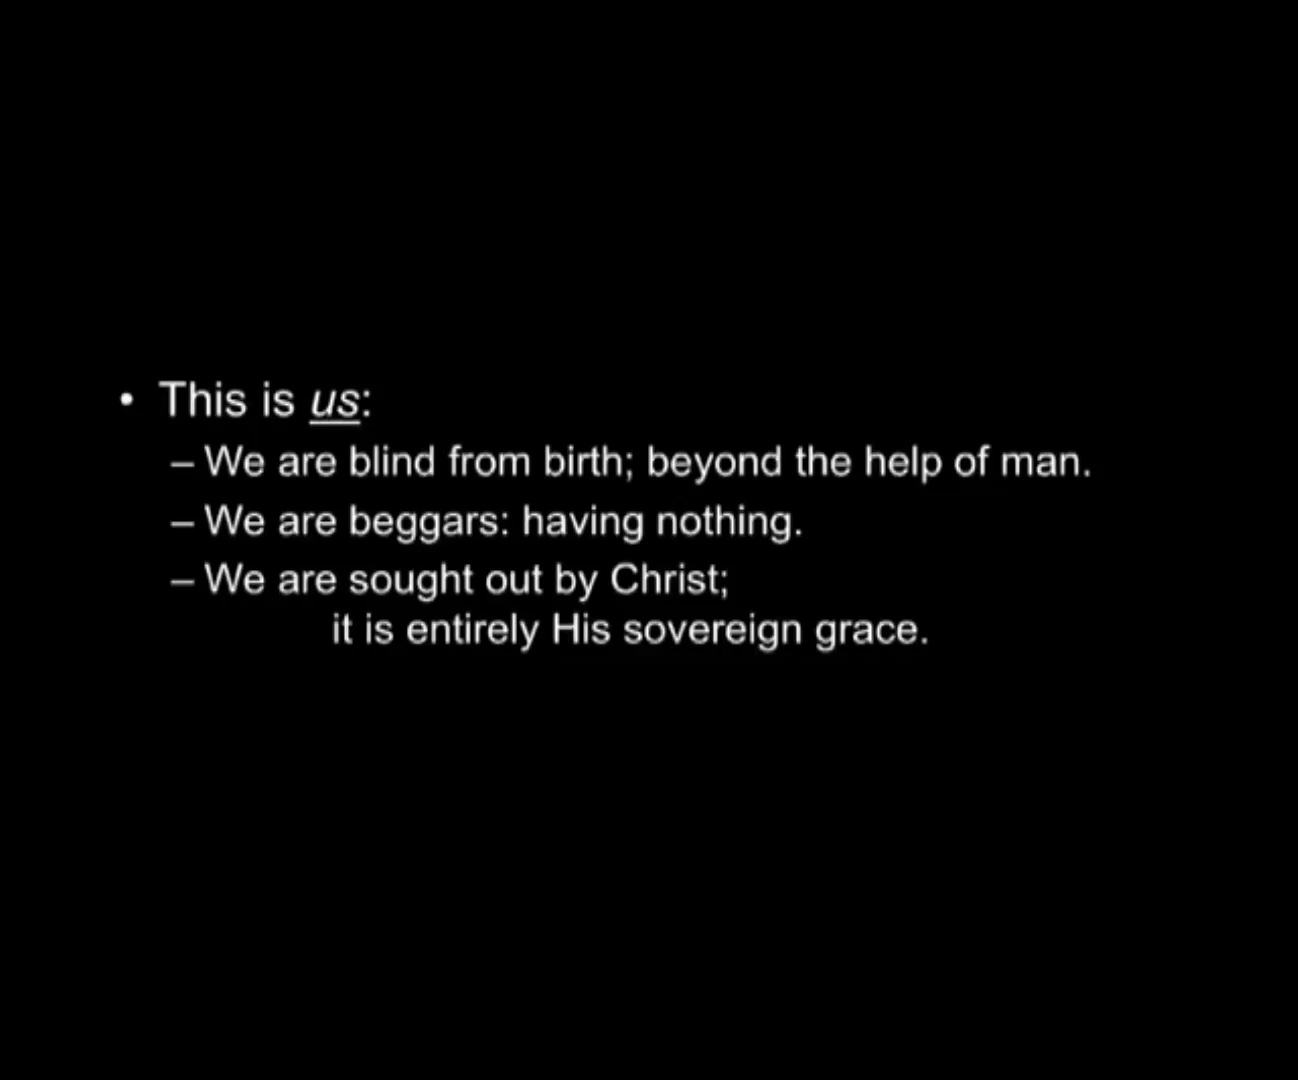 • This is us:
– We are blind from birth; beyond the help of man.
– We are beggars: having nothing.
– We are sought out by Christ;
it is entirely His sovereign grace.